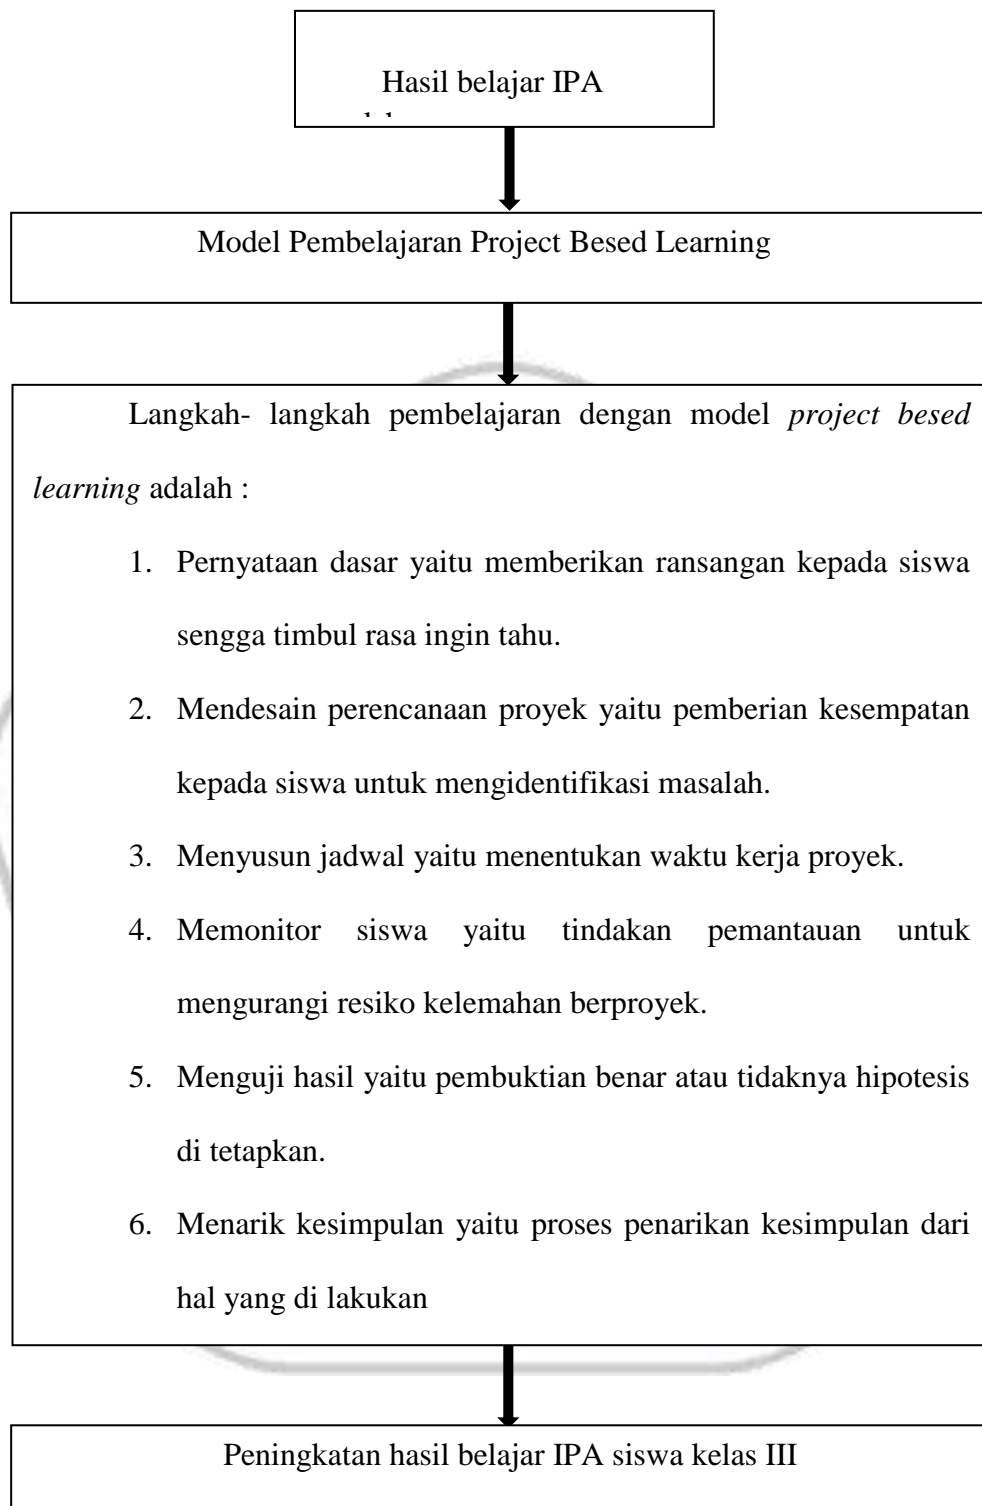 Hasil belajar IPA
Model Pembelajaran Project Besed Learning
Langkah- langkah pembelajaran dengan model project besed
learning adalah :
1. Pernyataan dasar yaitu memberikan ransangan kepada siswa
sengga timbul rasa ingin tahu.
2. Mendesain perencanaan proyek yaitu pemberian kesempatan
kepada siswa untuk mengidentifikasi masalah.
3. Menyusun jadwal yaitu menentukan waktu kerja proyek.
4. Memonitor siswa yaitu tindakan pemantauan untuk
mengurangi resiko kelemahan berproyek.
5. Menguji hasil yaitu pembuktian benar atau tidaknya hipotesis
di tetapkan.
6. Menarik kesimpulan yaitu proses penarikan kesimpulan dari
hal yang di lakukan
Peningkatan hasil belajar IPA siswa kelas III